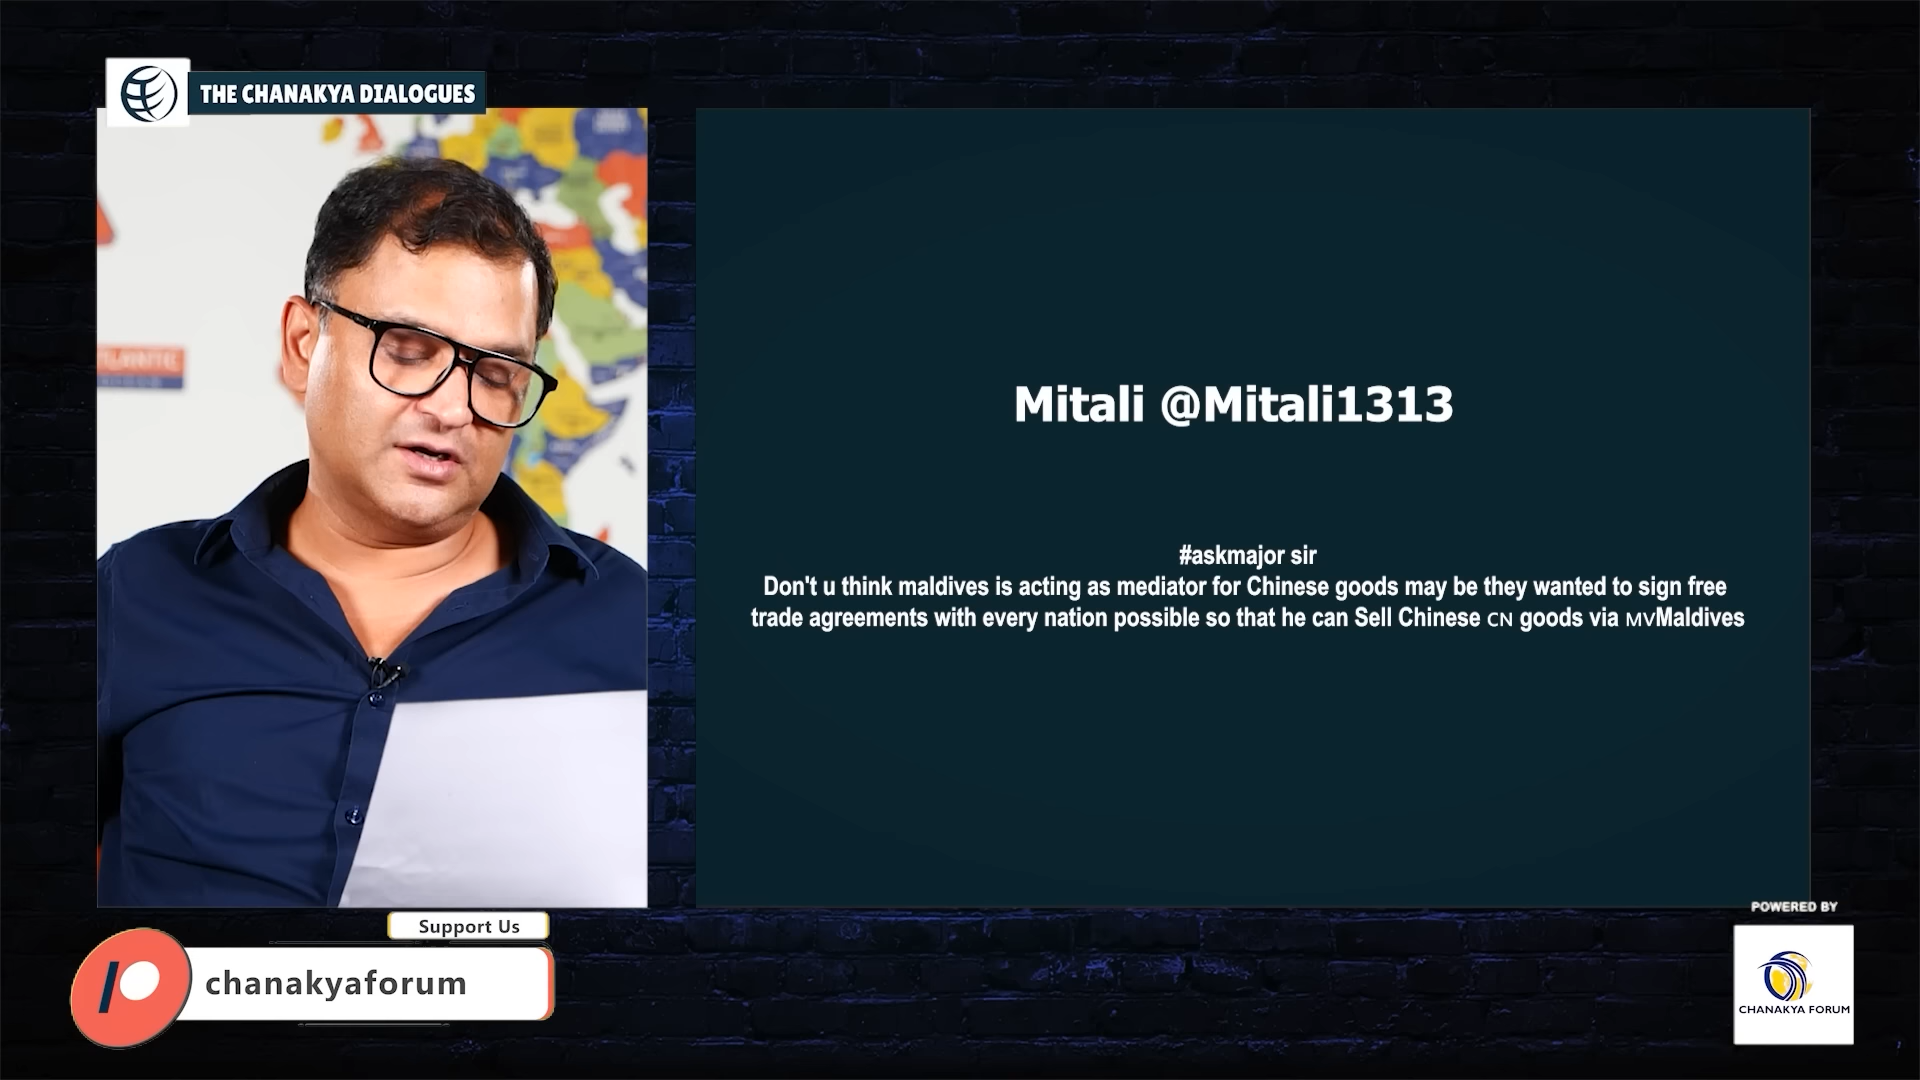 THE CHANAKYA DIALOGUES
Mitali @Mitali1313
#askmajor sir
Don't u think maldives is acting as mediator for Chinese goods may be they wanted to sign free
trade agreements with every nation possible so that he can Sell Chinese CN goods via MVMaldives
Support Us
chanakyaforum
POWERED BY
CHANAKYA FORUM